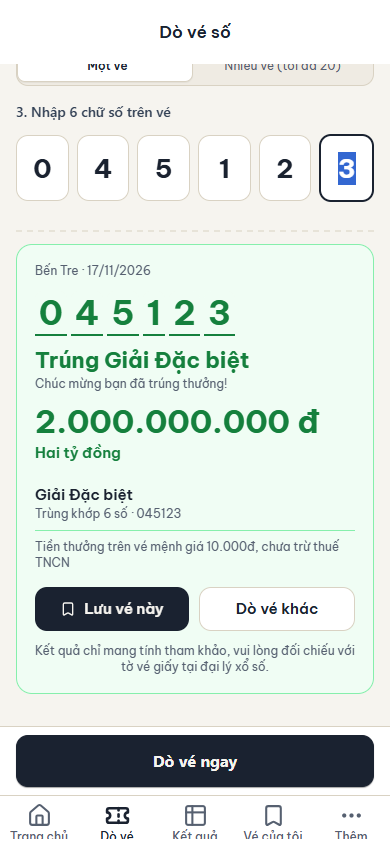 Dò vé số
Một vé
Nhiều vé (tối đa 20)
3. Nhập 6 chữ số trên vé
0 4 5 1 2 3
Bến Tre · 17/11/2026
0 4 5 1 2 3
Trúng Giải Đặc biệt
Chúc mừng bạn đã trúng thưởng!
2.000.000.000 đ
Hai tỷ đồng
Giải Đặc biệt
Trùng khớp 6 số · 045123
Tiền thưởng trên vé mệnh giá 10.000đ, chưa trừ thuế
TNCN
Lưu vé này
Dò vé khác
Kết quả chỉ mang tính tham khảo, vui lòng đối chiếu với
tờ vé giấy tại đại lý xổ số.
Dò vé ngay
Trang chủ
Dò vé
Kết quả
Vé của tôi
Thêm